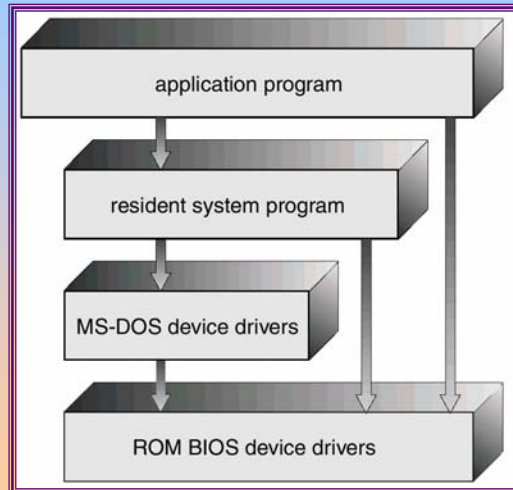 application program
resident system program
MS-DOS device drivers
ROM BIOS device drivers